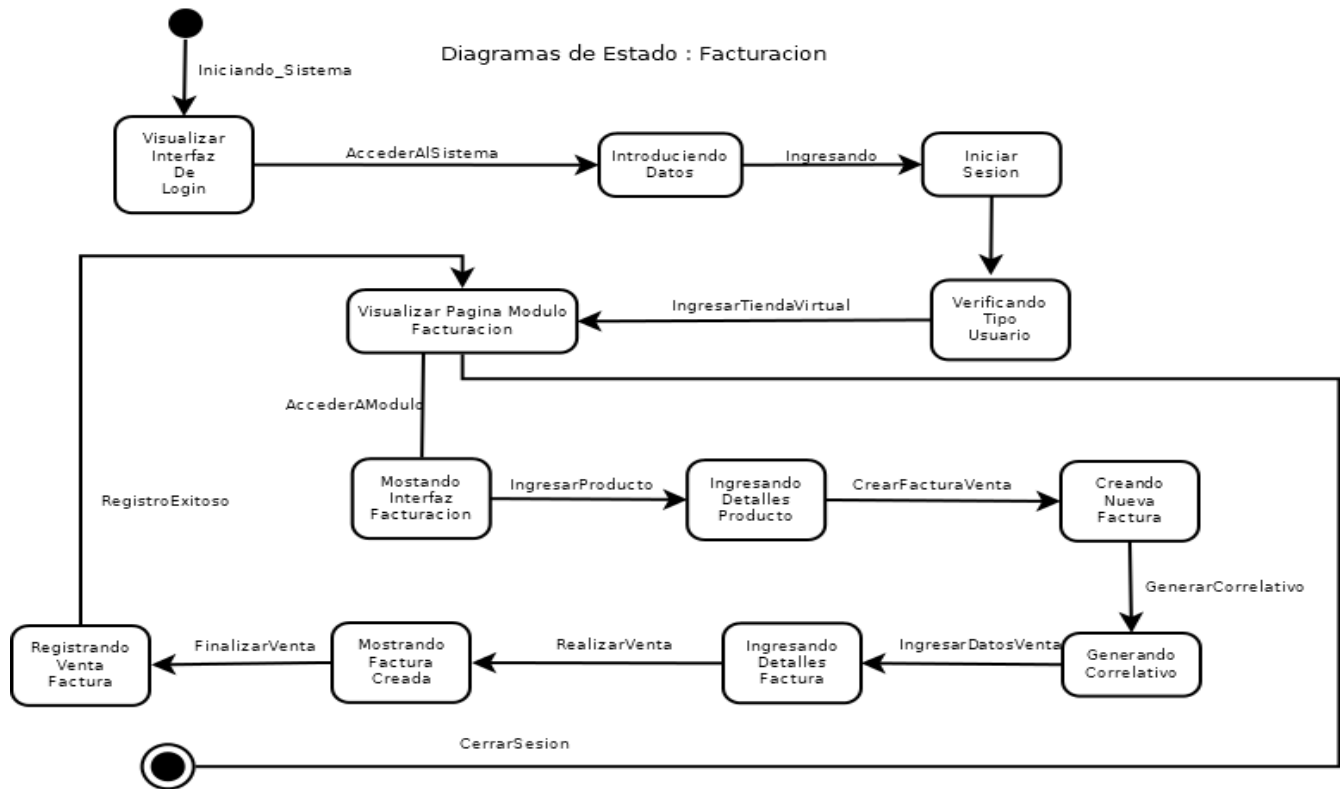 Diagramas de Estado : Facturacion
Iniciando_Sistema
Visualizar
Interfaz
De
Login
AccederAlSistema
Introduciendo
Datos
Ingresando
Iniciar
Sesion
Verificando
Tipo
Usuario
IngresarTiendaVirtual
Visualizar Pagina Modulo
Facturacion
AccederAModulo
Mostando
Interfaz
Facturacion
IngresarProducto
Ingresando
Detalles
Producto
CrearFacturaVenta
Creando
Nueva
Factura
GenerarCorrelativo
Generando
Correlativo
IngresarDatosVenta
Ingresando
Detalles
Factura
RealizarVenta
Mostrando
Factura
Creada
FinalizarVenta
Registrando
Venta
Factura
RegistroExitoso
CerrarSesion